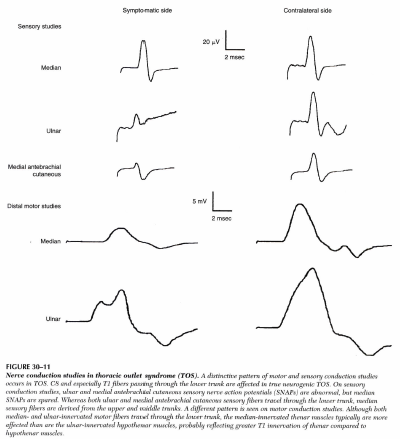 Sympto-matic side Contralateral side
Sensory studies
20 µV
2 msec
Median
Ulnar
Medial antebrachial
cutaneous
Distal motor studies
5 mV
2 msec
Median
Ulnar
FIGURE 30–11
Nerve conduction studies in thoracic outlet syndrome (TOS). A distinctive pattern of motor and sensory conduction studies
occurs in TOS. C8 and especially T1 fibers passing through the lower trunk are affected in true neurogenic TOS. On sensory
conduction studies, ulnar and medial antebrachial cutaneous sensory nerve action potentials (SNAPs) are abnormal, but median
SNAPs are spared. Whereas both ulnar and medial antebrachial cutaneous sensory fibers travel through the lower trunk, median
sensory fibers are derived from the upper and middle trunks. A different pattern is seen on motor conduction studies. Although both
median- and ulnar-innervated motor fibers travel through the lower trunk, the median-innervated thenar muscles typically are more
affected than are the ulnar-innervated hypothenar muscles, probably reflecting greater T1 innervation of thenar compared to
hypothenar muscles.